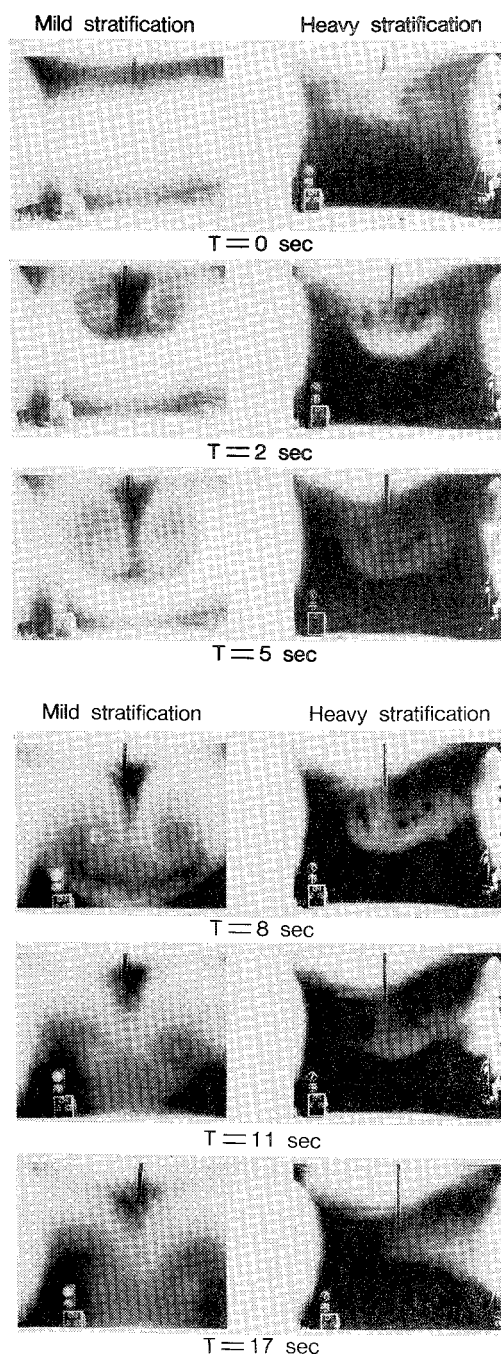 Mild stratification Heavy stratification
T = 0 sec
T = 2 sec
T = 5 sec
Mild stratification Heavy stratification
T = 8 sec
T = 11 sec
T = 17 sec